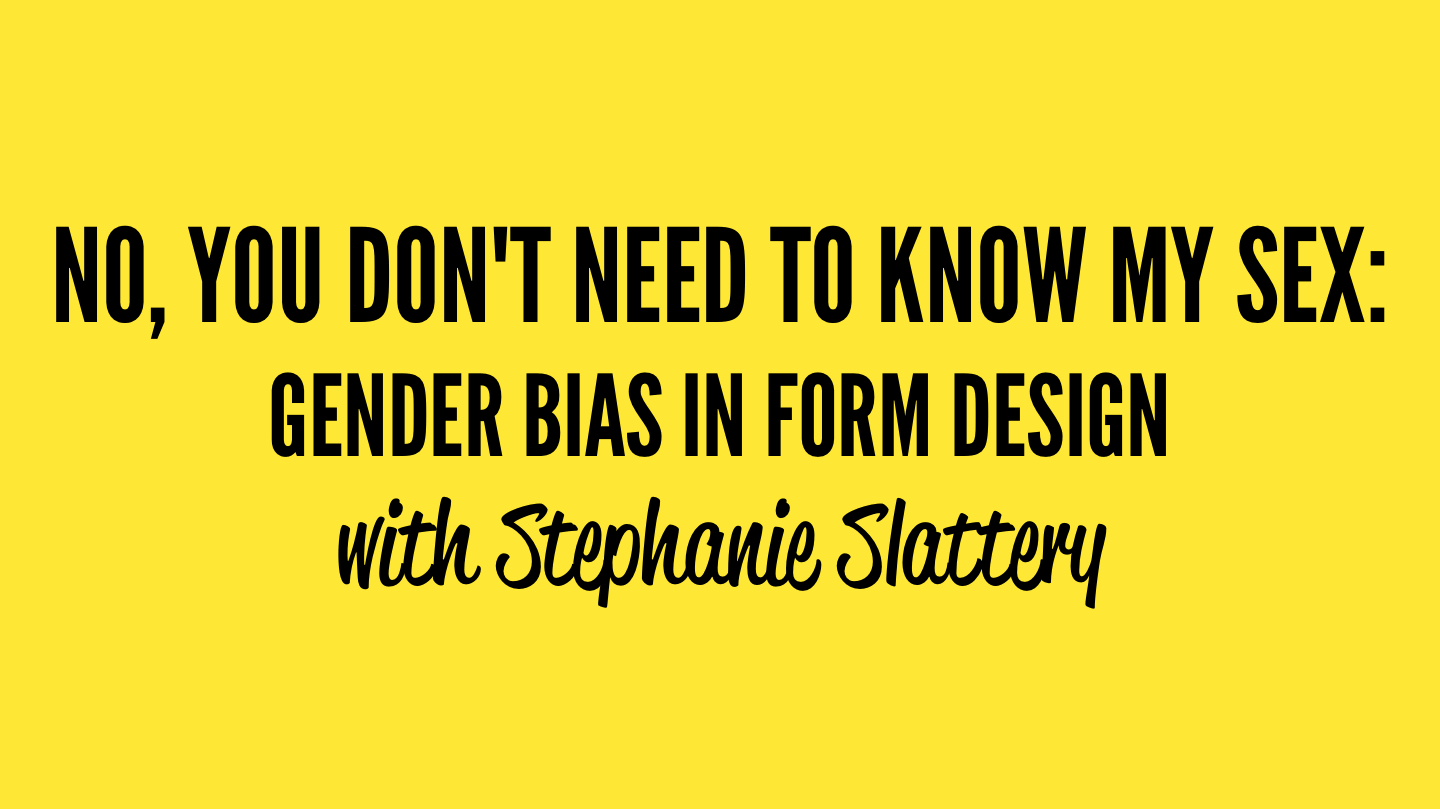 NO, YOU DON'T NEED TO KNOW MY SEX:
GENDER BIAS IN FORM DESIGN
with Stephanie Slattery